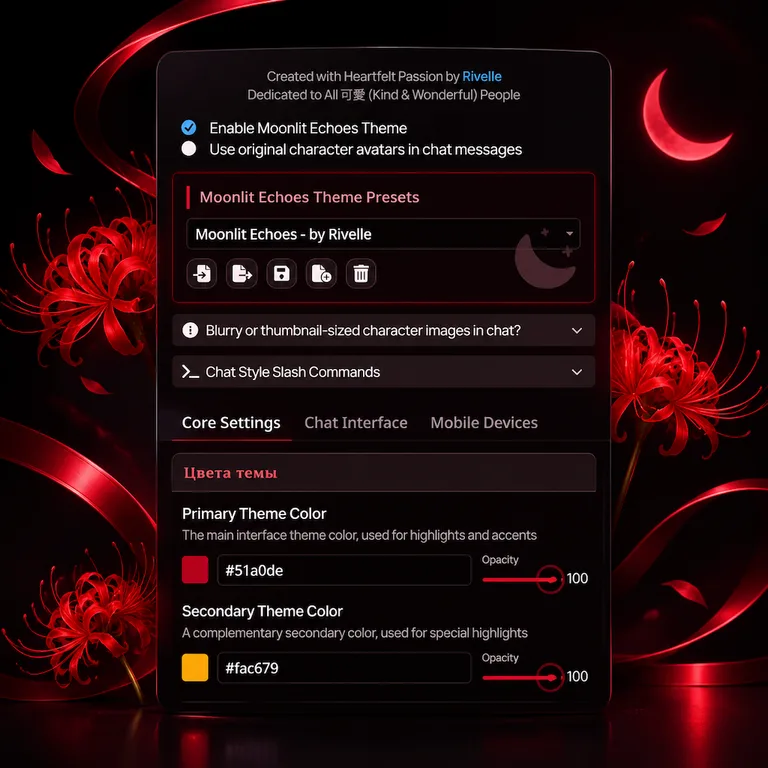 Created with Heartfelt Passion by Rivelle
Dedicated to All 可愛 (Kind & Wonderful) People
Enable Moonlit Echoes Theme
Use original character avatars in chat messages
Moonlit Echoes Theme Presets
Moonlit Echoes - by Rivelle
Blurry or thumbnail-sized character images in chat?
Chat Style Slash Commands
Core Settings Chat Interface Mobile Devices
Цвета темы
Primary Theme Color
The main interface theme color, used for highlights and accents
Opacity
#51a0de 100
Secondary Theme Color
A complementary secondary color, used for special highlights
Opacity
#fac679 100